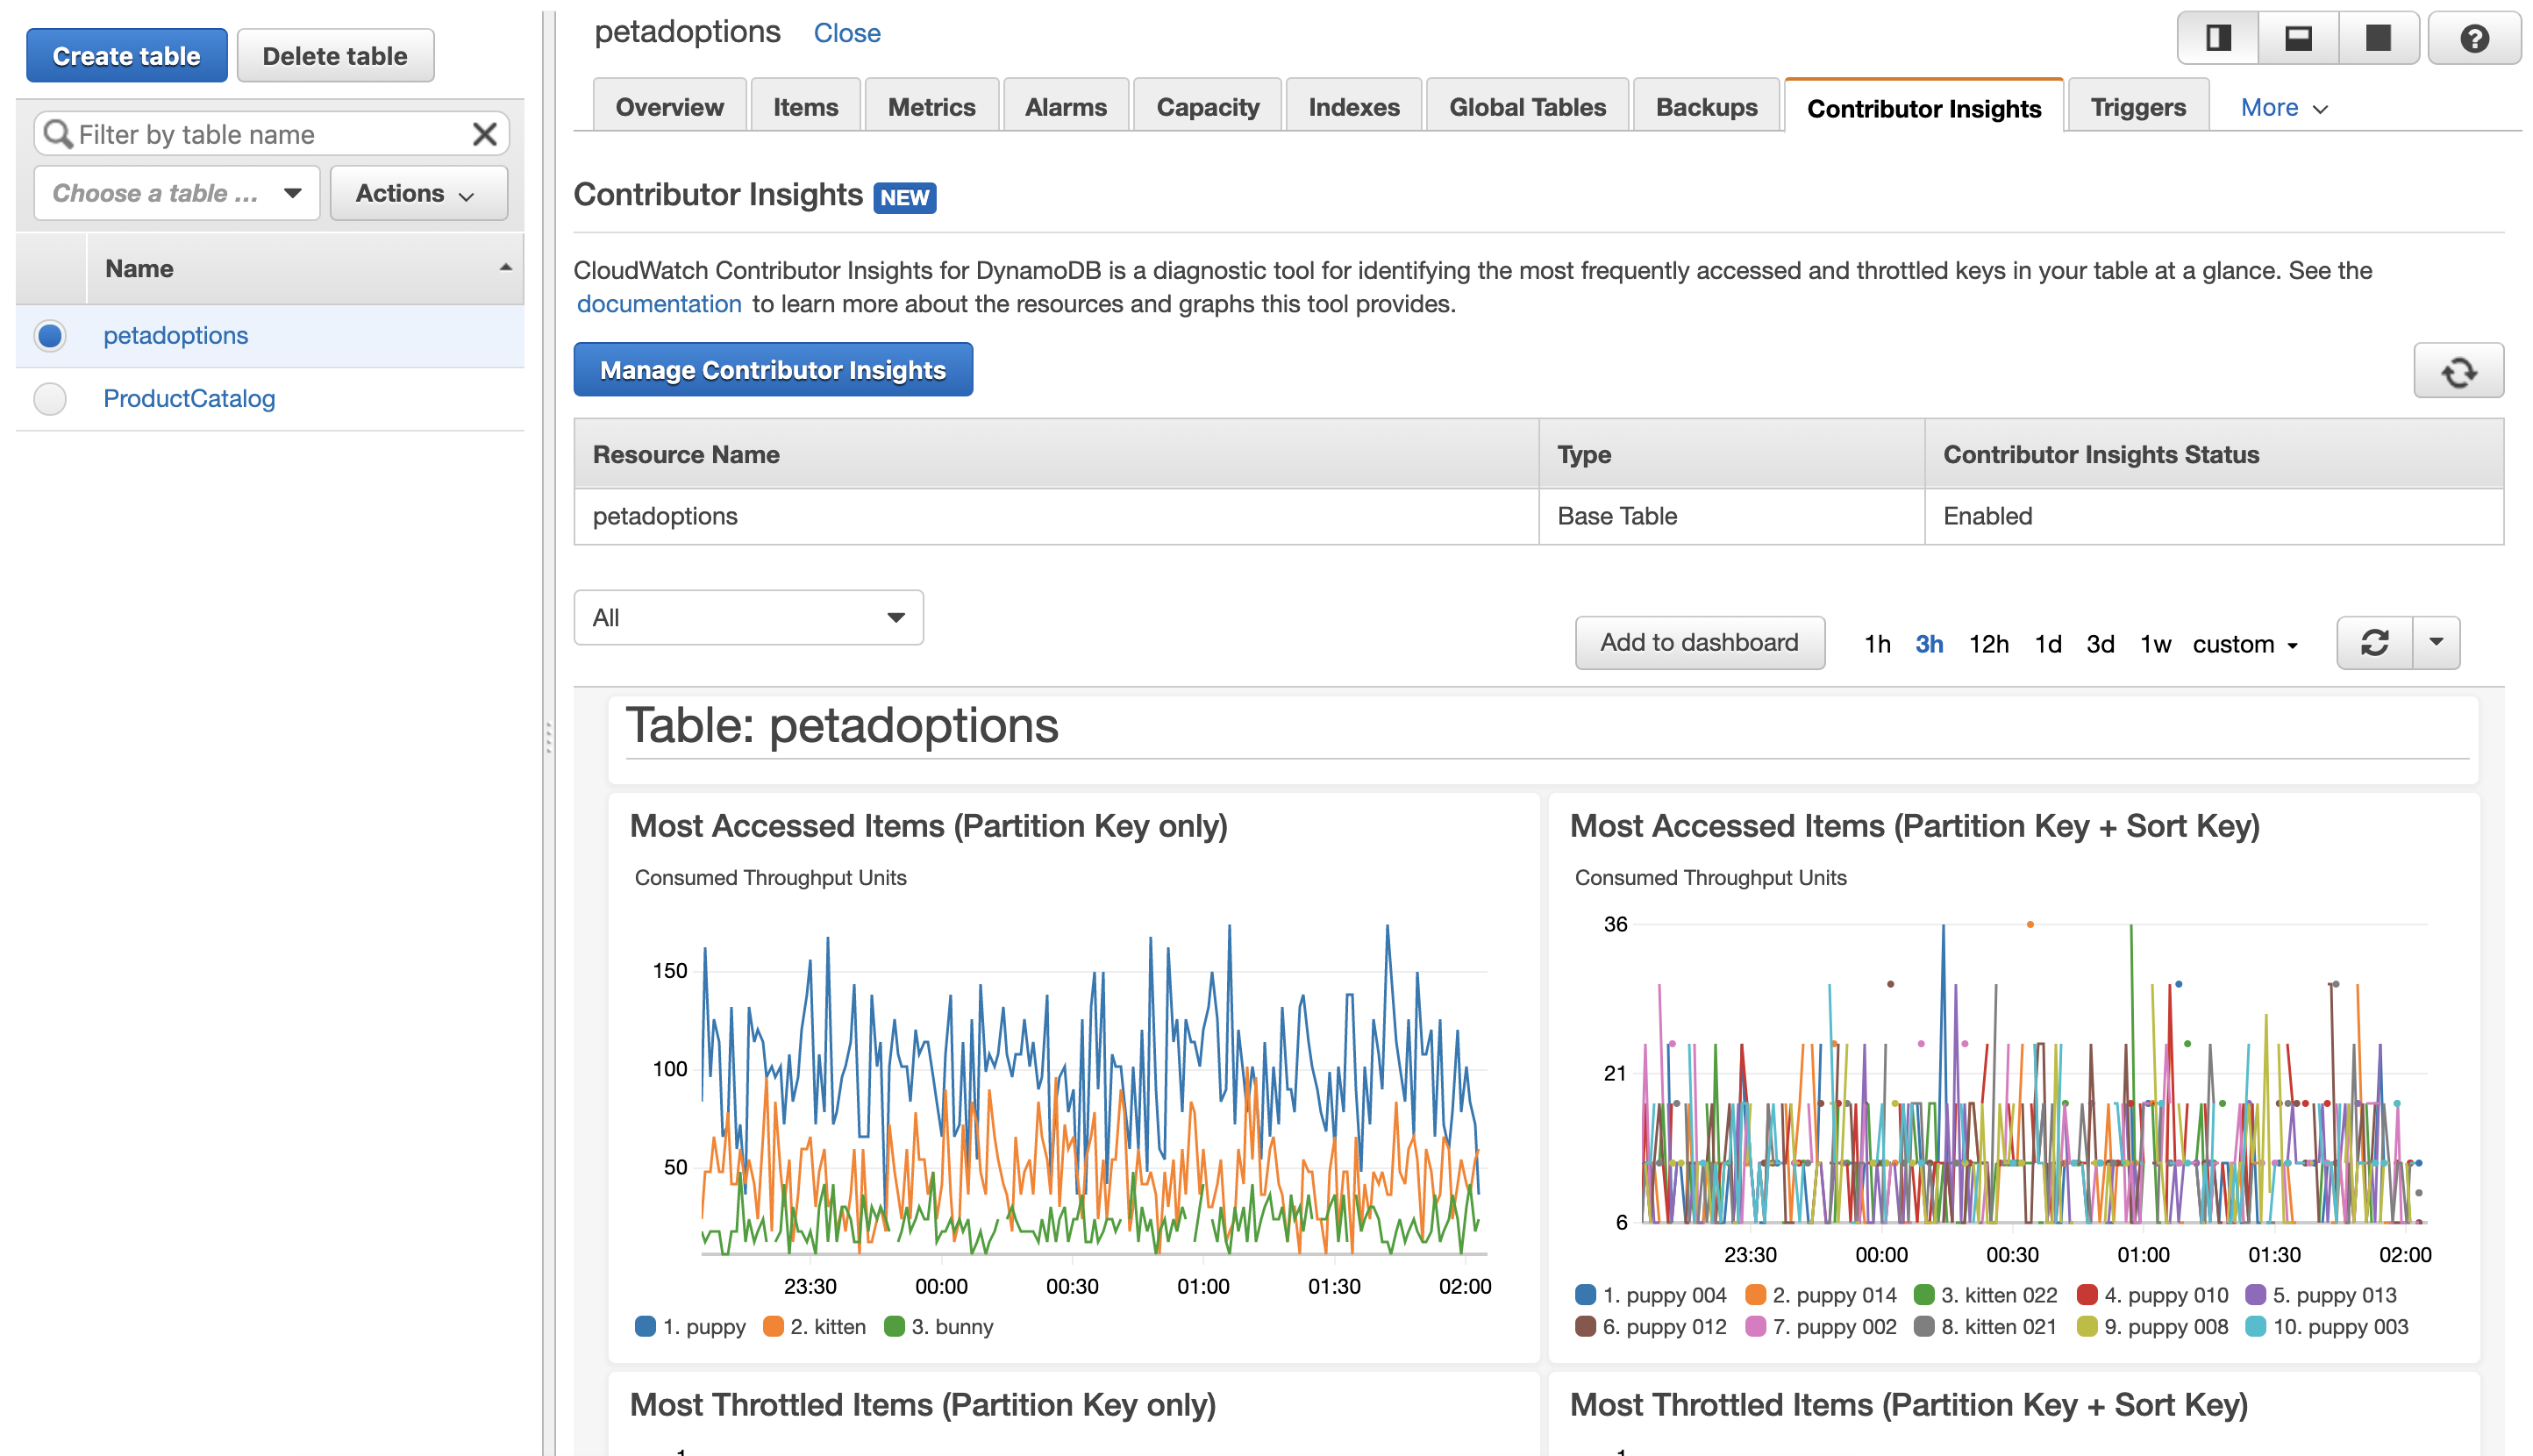 Create table
Delete table
Filter by table name
Choose a table ...
Actions
Name
petadoptions
ProductCatalog
petadoptions Close
Overview
Items
Metrics
Alarms
Capacity
Indexes
Global Tables
Backups
Contributor Insights
Triggers
More
Contributor Insights NEW
CloudWatch Contributor Insights for DynamoDB is a diagnostic tool for identifying the most frequently accessed and throttled keys in your table at a glance. See the
documentation to learn more about the resources and graphs this tool provides.
Manage Contributor Insights
Resource Name Type Contributor Insights Status
petadoptions Base Table Enabled
All
Add to dashboard 1h 3h 12h 1d 3d 1w custom
Table: petadoptions
Most Accessed Items (Partition Key only)
Consumed Throughput Units
150
100
50
23:30 00:00 00:30 01:00 01:30 02:00
1. puppy 2. kitten 3. bunny
Most Accessed Items (Partition Key + Sort Key)
Consumed Throughput Units
36
21
6
23:30 00:00 00:30 01:00 01:30 02:00
1. puppy 004 2. puppy 014 3. kitten 022 4. puppy 010 5. puppy 013
6. puppy 012 7. puppy 002 8. kitten 021 9. puppy 008 10. puppy 003
Most Throttled Items (Partition Key only)
Most Throttled Items (Partition Key + Sort Key)